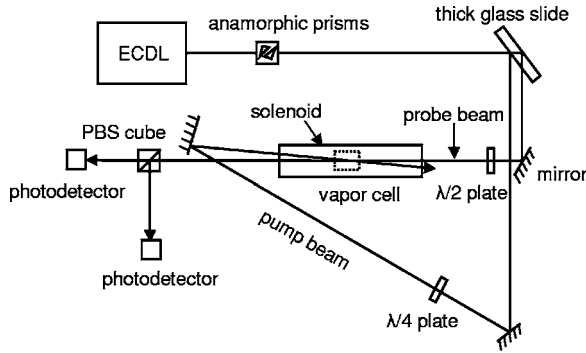 anamorphic prisms
thick glass slide
ECDL
solenoid
probe beam
PBS cube
photodetector
vapor cell
λ/2 plate
mirror
pump beam
photodetector
λ/4 plate